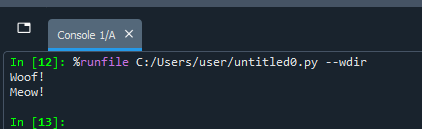 Console 1/A
In [12]: %runfile C:/Users/user/untitled0.py --wdir
Woof!
Meow!
In [13]: